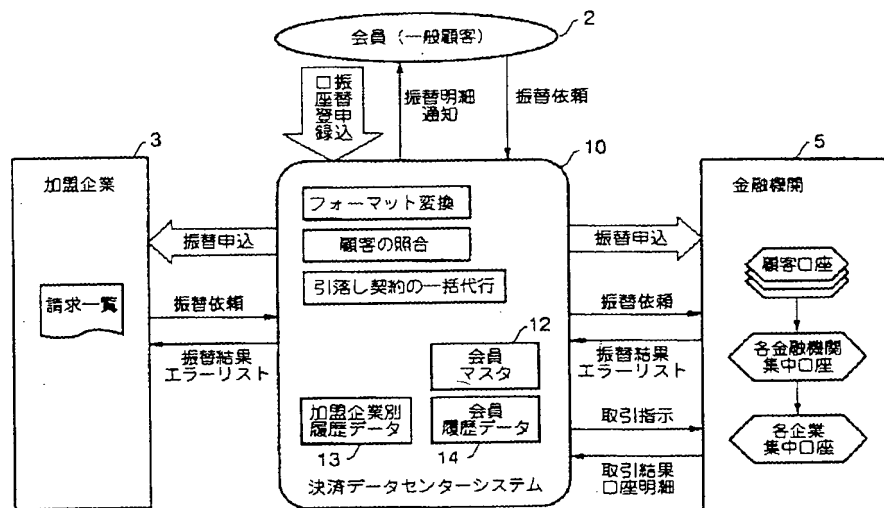 会員（一般顧客）
2
口座振替
登録申込
振替明細
通知
振替依頼
3
加盟企業
請求一覧
振替申込
振替依頼
振替結果
エラーリスト
10
フォーマット変換
顧客の照合
引落し契約の一括代行
12
会員
マスタ
加盟企業別
履歴データ
13
会員
履歴データ
14
決済データセンターシステム
振替申込
振替依頼
振替結果
エラーリスト
取引指示
取引結果
口座明細
5
金融機関
顧客口座
各金融機関
集中口座
各企業
集中口座